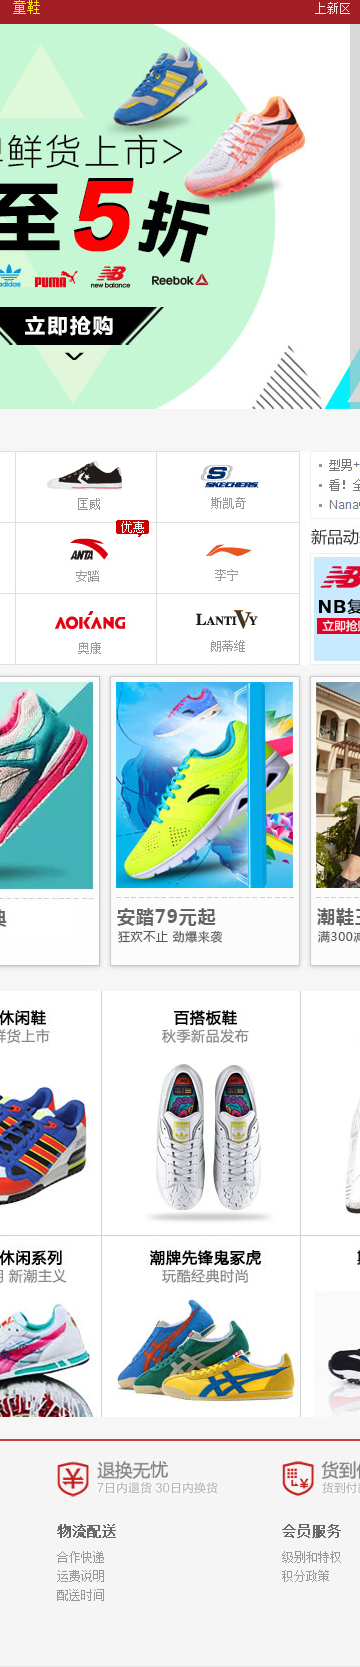 童鞋
上新区
鲜货上市>
至5折
adidas
PUMA
new balance
Reebok
立即抢购
匡威
SKECHERS
斯凯奇
型男+
看！全
Nana
优惠
ANTA
安踏
李宁
新品动
NB复
立即抢
AOKANG
奥康
LANTIVY
朗蒂维
典
安踏79元起
狂欢不止 劲爆来袭
潮鞋
满300减
休闲鞋
鲜货上市
百搭板鞋
秋季新品发布
休闲系列
新潮主义
潮牌先锋鬼冢虎
玩酷经典时尚
退换无忧
7日内退货 30日内换货
货到付
货到付
物流配送
合作快递
运费说明
配送时间
会员服务
级别和特权
积分政策